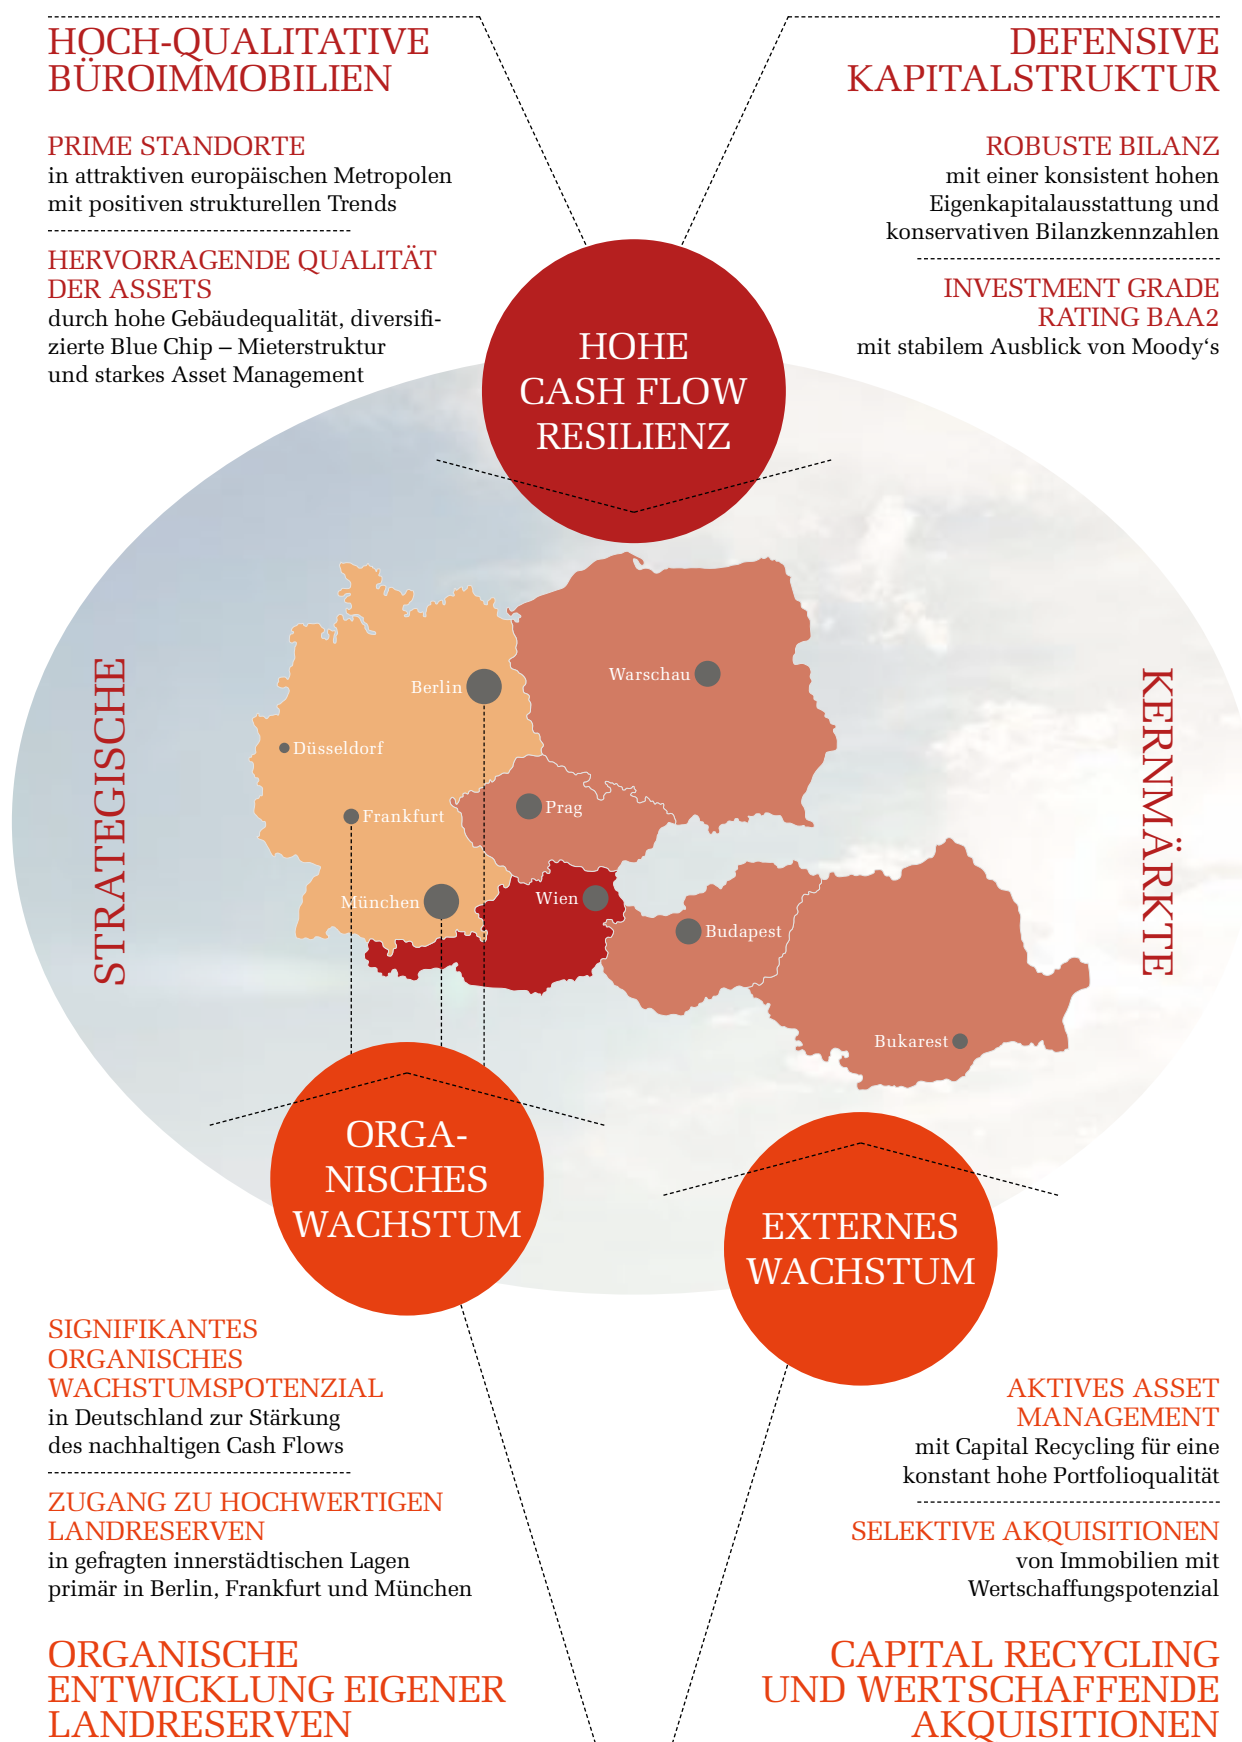 HOCH-QUALITATIVE
BÜROIMMOBILIEN
PRIME STANDORTE
in attraktiven europäischen Metropolen
mit positiven strukturellen Trends
HERVORRAGENDE QUALITÄT
DER ASSETS
durch hohe Gebäudequalität, diversifi-
zierte Blue Chip – Mieterstruktur
und starkes Asset Management
DEFENSIVE
KAPITALSTRUKTUR
ROBUSTE BILANZ
mit einer konsistent hohen
Eigenkapitalausstattung und
konservativen Bilanzkennzahlen
INVESTMENT GRADE
RATING BAA2
mit stabilem Ausblick von Moody‘s
HOHE
CASH FLOW
RESILIENZ
STRATEGISCHE
KERNMÄRKTE
Berlin
Warschau
Düsseldorf
Frankfurt
Prag
München
Wien
Budapest
Bukarest
ORGA-
NISCHES
WACHSTUM
EXTERNES
WACHSTUM
SIGNIFIKANTES
ORGANISCHES
WACHSTUMSPOTENZIAL
in Deutschland zur Stärkung
des nachhaltigen Cash Flows
ZUGANG ZU HOCHWERTIGEN
LANDRESERVEN
in gefragten innerstädtischen Lagen
primär in Berlin, Frankfurt und München
ORGANISCHE
ENTWICKLUNG EIGENER
LANDRESERVEN
AKTIVES ASSET
MANAGEMENT
mit Capital Recycling für eine
konstant hohe Portfolioqualität
SELEKTIVE AKQUISITIONEN
von Immobilien mit
Wertschaffungspotenzial
CAPITAL RECYCLING
UND WERTSCHAFFENDE
AKQUISITIONEN